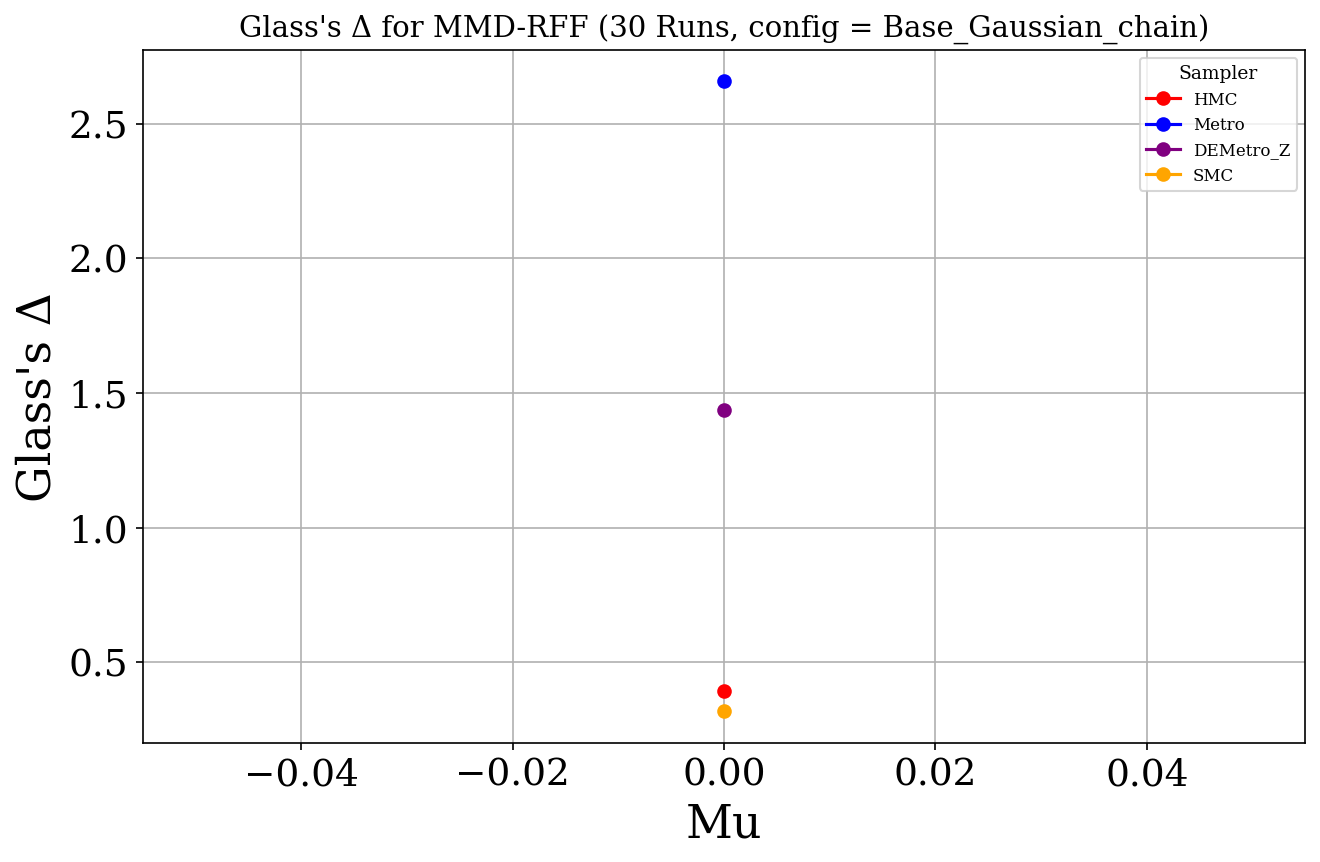 Glass's Δ for MMD-RFF (30 Runs, config = Base_Gaussian_chain)
Sampler
HMC
Metro
DEMetro_Z
SMC
Glass's Δ
2.5
2.0
1.5
1.0
0.5
−0.04
−0.02
0.00
0.02
0.04
Mu